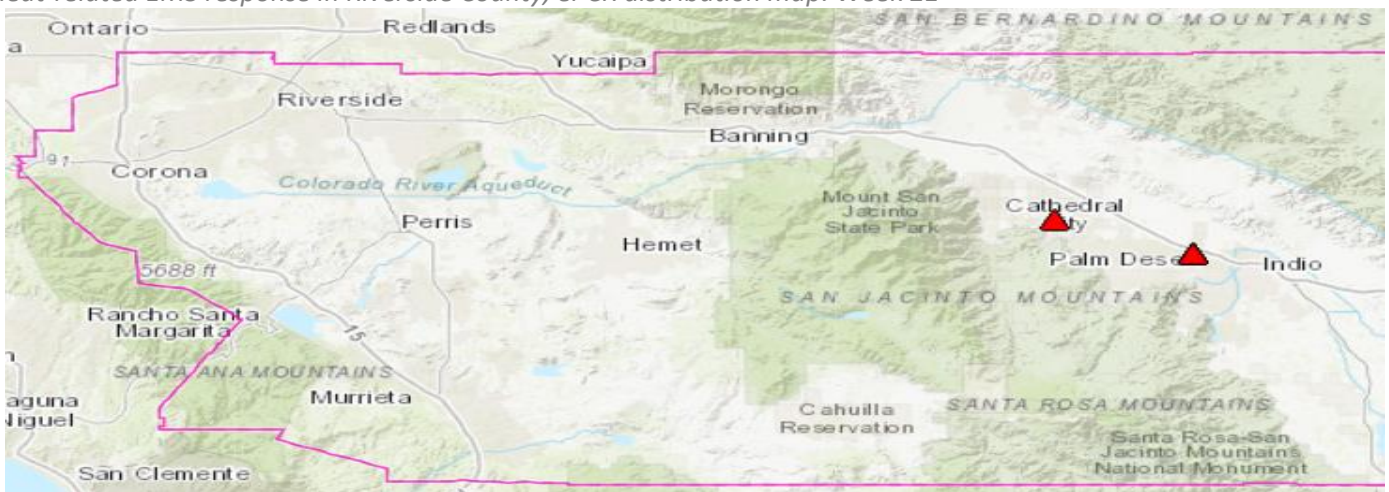 SAN BERNARDINO MOUNTAINS
Ontario
Redlands
Yucaipa
Riverside
Morongo
Reservation
Banning
91
Corona
Colorado River Aqueduct
Mount San
Jacinto
State Park
Cathedral
Perris
Hemet
Palm
Indio
5688 ft
SAN JACINTO MOUNTAINS
Rancho Santa
Margarita
15
SANTA ANA MOUNTAINS
Murrieta
Cahuilla
Reservation
SANTA ROSA MOUNTAINS
Santa Rosa-San
Jacinto Mountains
National Monument
San Clemente